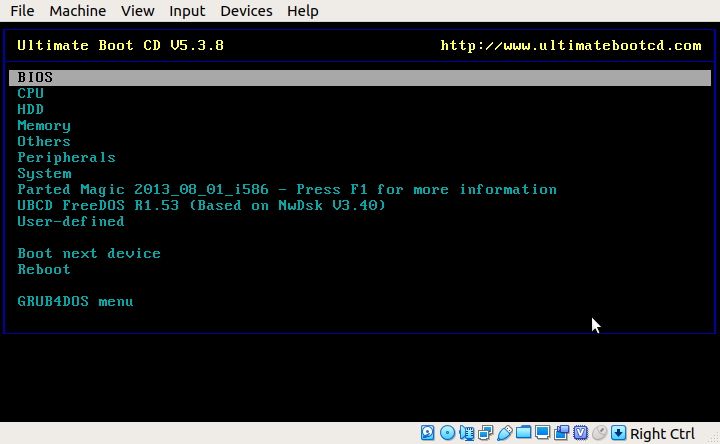 File Machine View Input Devices Help
Ultimate Boot CD V5.3.8 http://www.ultimatebootcd.com
BIOS
CPU
HDD
Memory
Others
Peripherals
System
Parted Magic 2013_08_01_i586 - Press F1 for more information
UBCD FreeDOS R1.53 (Based on NwDsk V3.40)
User-defined
Boot next device
Reboot
GRUB4DOS menu
Right Ctrl